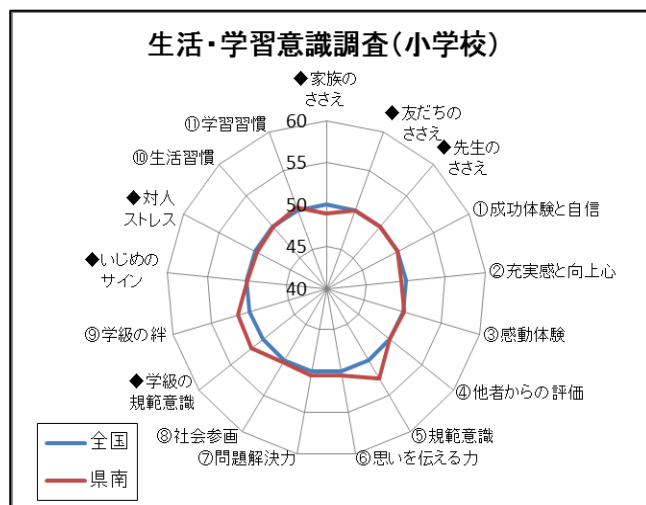 生活・学習意識調査(小学校)
◆家族の
ささえ
◆友だちの
ささえ
◆先生の
ささえ
①成功体験と自信
②充実感と向上心
③感動体験
④他者からの評価
⑤規範意識
⑥思いを伝える力
⑦問題解決力
⑧社会参画
◆学級の
規範意識
⑨学級の絆
◆いじめの
サイン
◆対人
ストレス
⑩生活習慣
⑪学習習慣
60
55
50
45
40
全国
県南